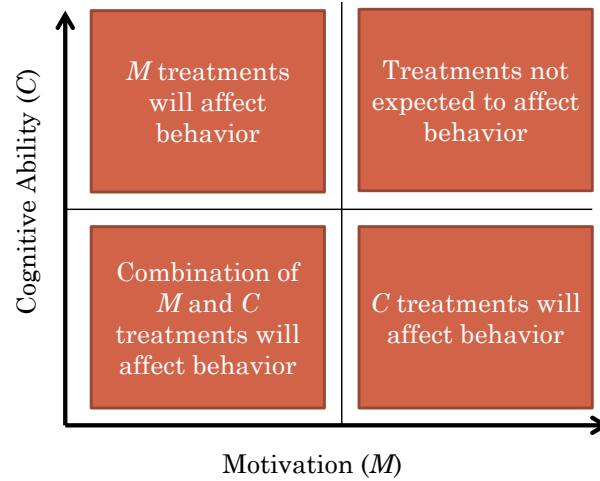 Cognitive Ability (C)
M treatments
will affect
behavior
Treatments not
expected to affect
behavior
Combination of
M and C
treatments will
affect behavior
C treatments will
affect behavior
Motivation (M)